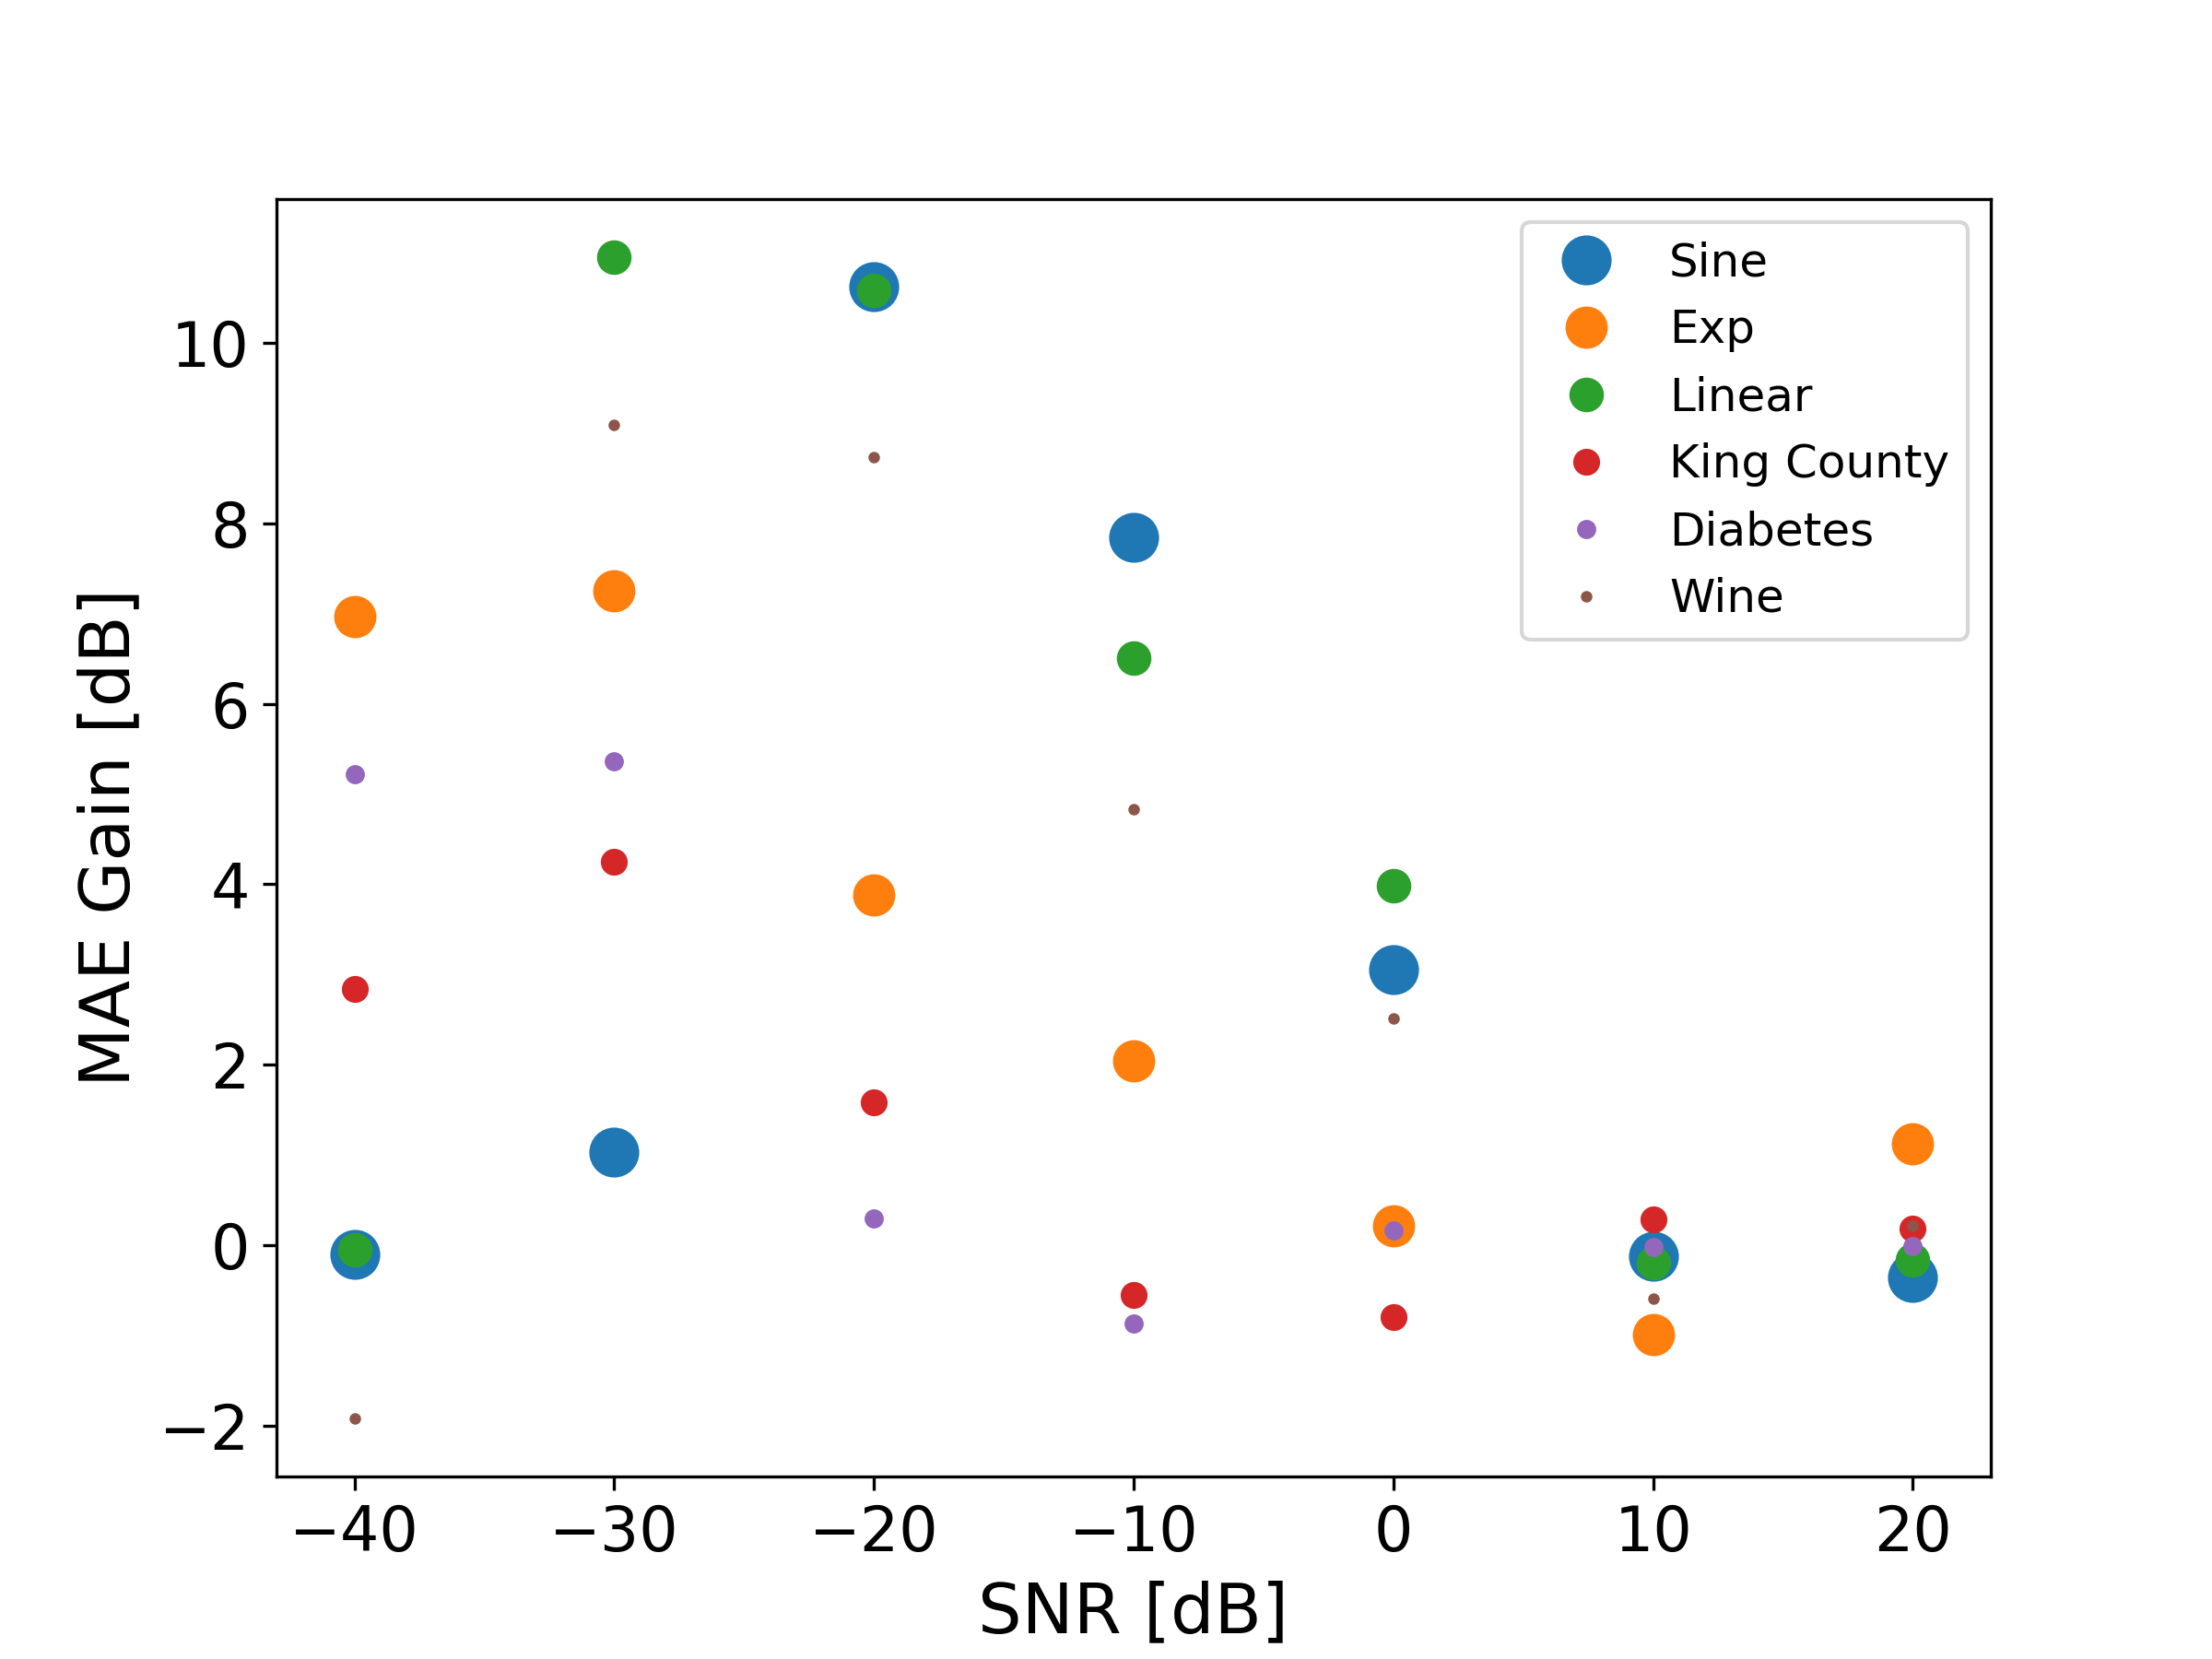 Sine
Exp
Linear
King County
Diabetes
Wine
MAE Gain [dB]
10
8
6
4
2
0
−2
−40 −30 −20 −10 0 10 20
SNR [dB]